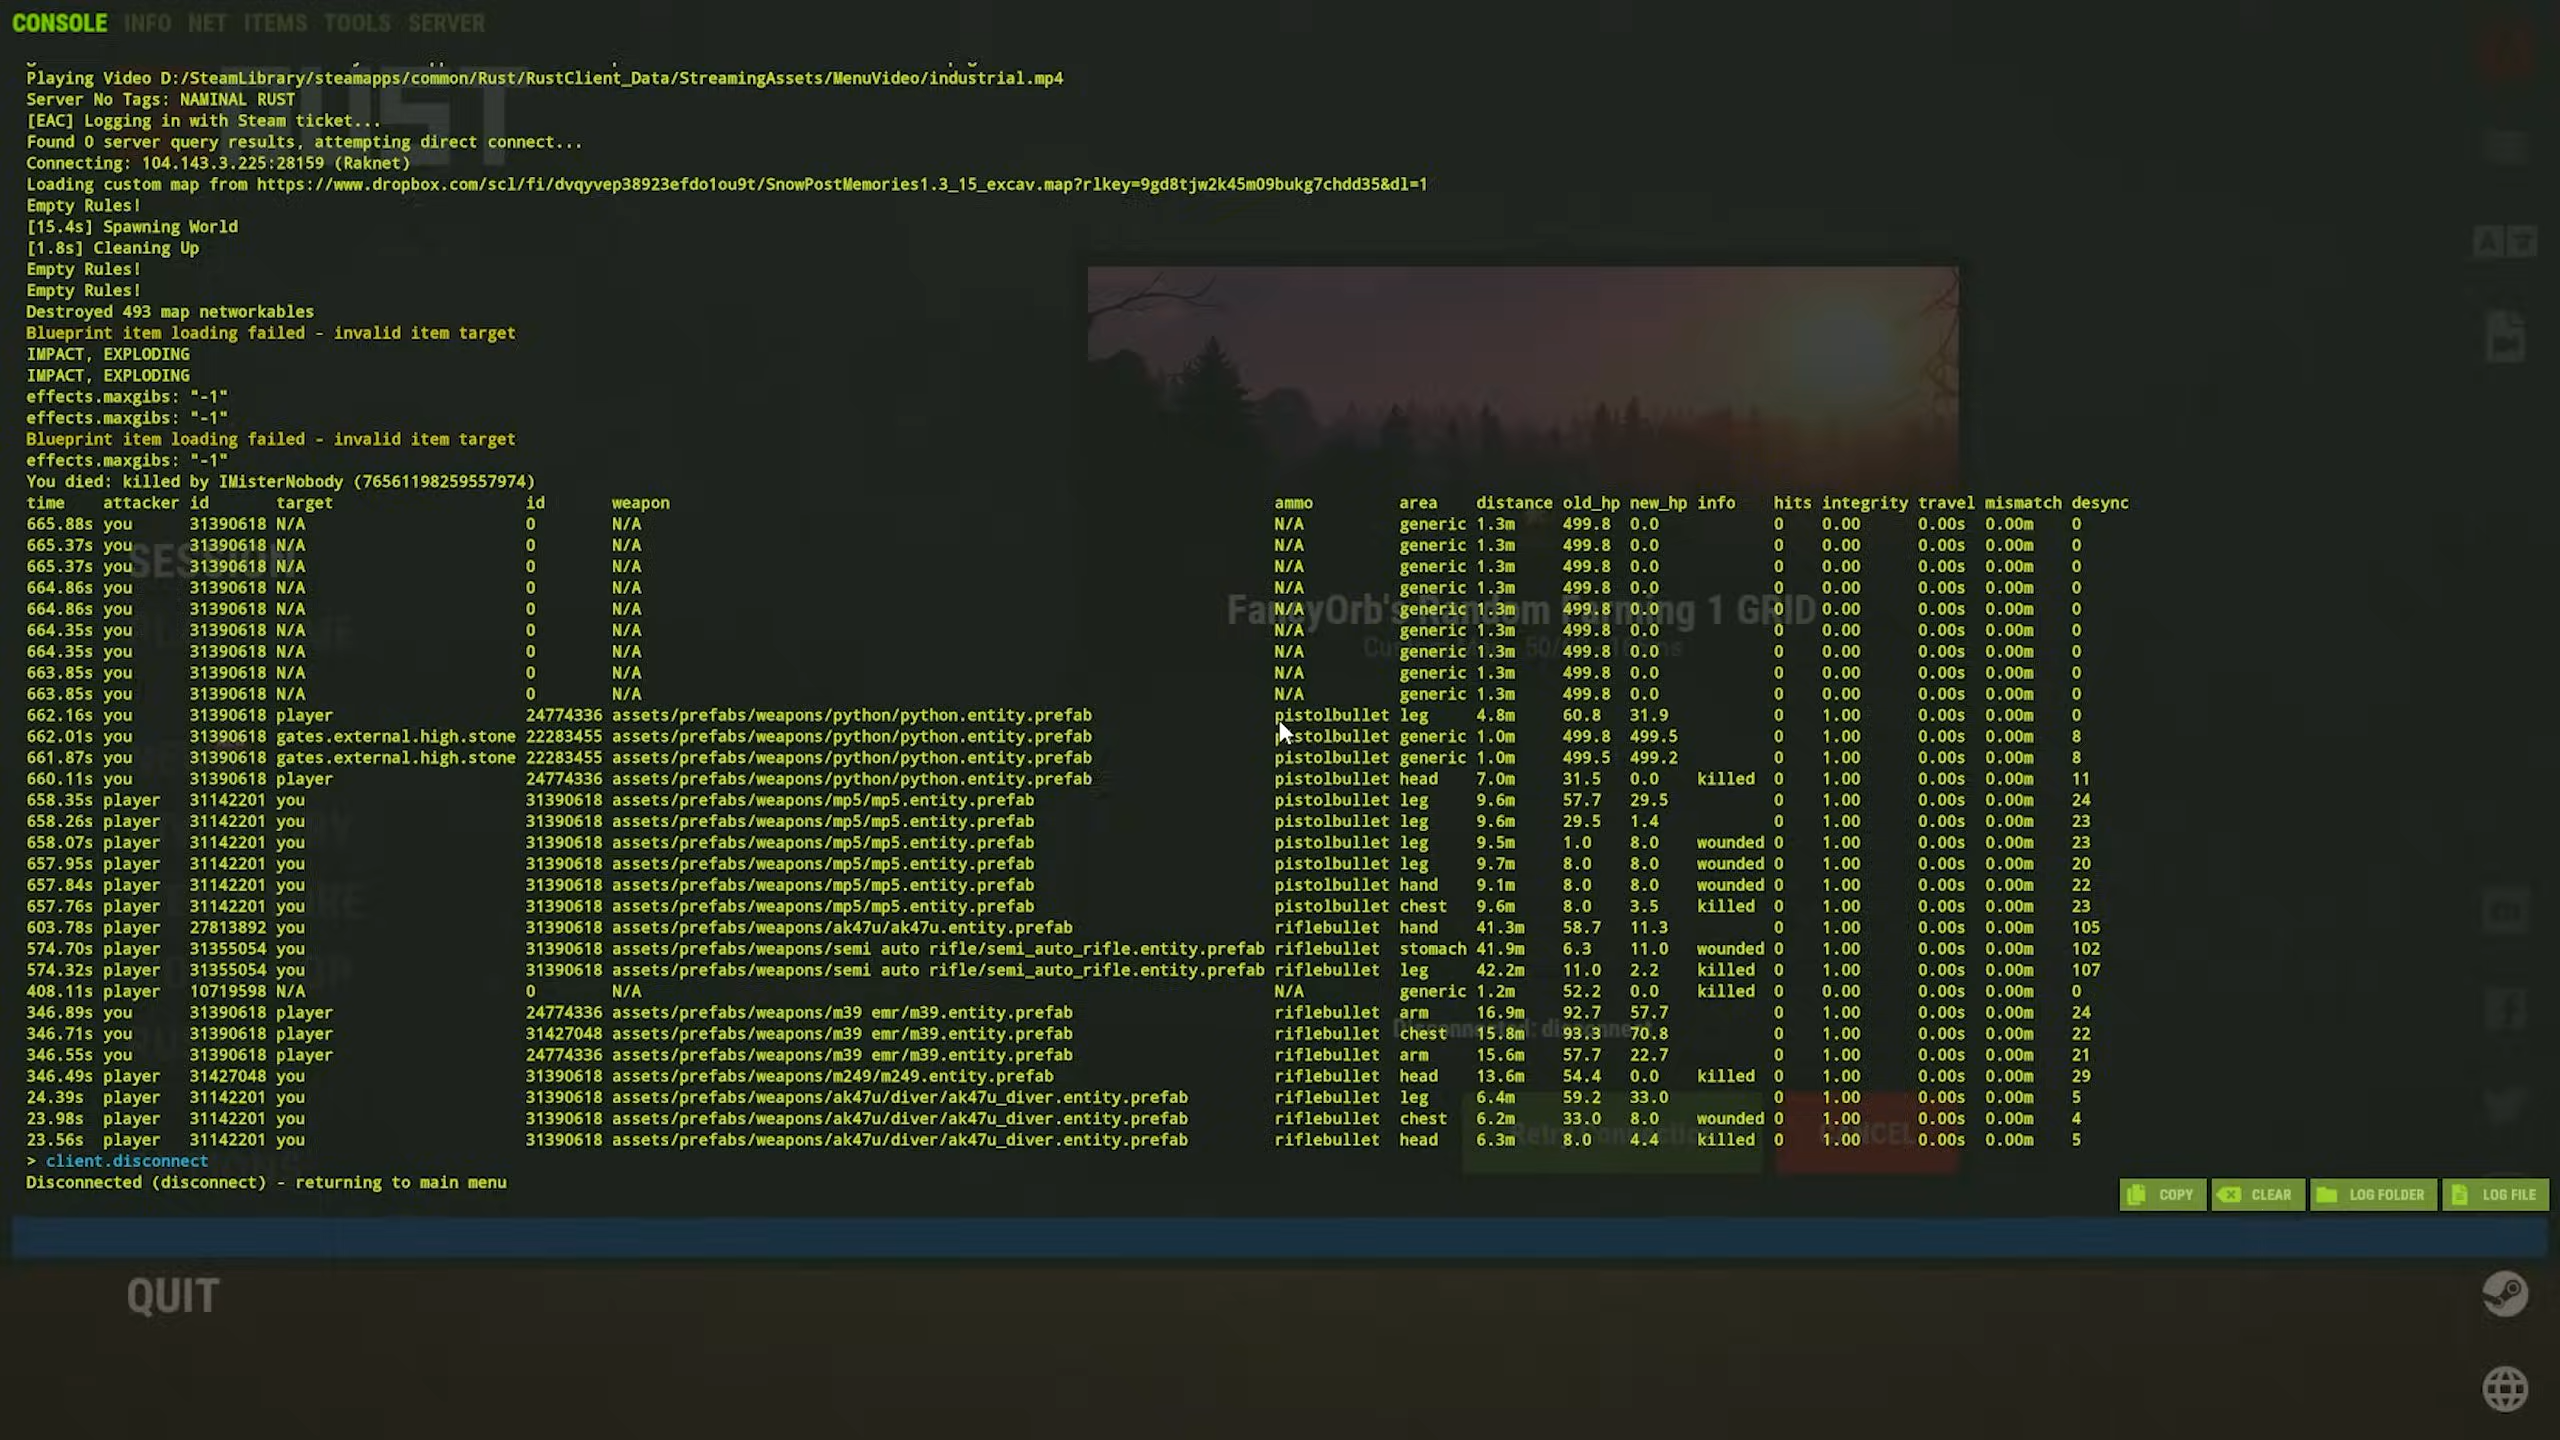 CONSOLE INFO NET ITEMS TOOLS SERVER
Playing Video D:/SteamLibrary/steamapps/common/Rust/RustClient_Data/StreamingAssets/MenuVideo/industrial.mp4
Server No Tags: NAMINAL RUST
[EAC] Logging in with Steam ticket...
Found 0 server query results, attempting direct connect...
Connecting: 104.143.3.225:28159 (Raknet)
Loading custom map from https://www.dropbox.com/scl/fi/dvqyvep38923efdo1ou9t/SnowPostMemories1.3_15_excav.map?rlkey=9gd8tjw2k45m09bukg7chdd35&dl=1
Empty Rules!
[15.4s] Spawning World
[1.8s] Cleaning Up
Empty Rules!
Empty Rules!
Destroyed 493 map networkables
Blueprint item loading failed - invalid item target
IMPACT, EXPLODING
IMPACT, EXPLODING
effects.maxgibs: "-1"
effects.maxgibs: "-1"
Blueprint item loading failed - invalid item target
effects.maxgibs: "-1"
You died: killed by IMisterNobody (76561198259557974)
time attacker id target id weapon ammo area distance old_hp new_hp info hits integrity travel mismatch desync
665.88s you 31390618 N/A 0 N/A N/A generic 1.3m 499.8 0.0 0 0.00 0.00s 0.00m 0
665.37s you 31390618 N/A 0 N/A N/A generic 1.3m 499.8 0.0 0 0.00 0.00s 0.00m 0
665.37s you 31390618 N/A 0 N/A N/A generic 1.3m 499.8 0.0 0 0.00 0.00s 0.00m 0
664.86s you 31390618 N/A 0 N/A N/A generic 1.3m 499.8 0.0 0 0.00 0.00s 0.00m 0
664.86s you 31390618 N/A 0 N/A N/A generic 1.3m 499.8 0.0 0 0.00 0.00s 0.00m 0
664.35s you 31390618 N/A 0 N/A N/A generic 1.3m 499.8 0.0 0 0.00 0.00s 0.00m 0
664.35s you 31390618 N/A 0 N/A N/A generic 1.3m 499.8 0.0 0 0.00 0.00s 0.00m 0
663.85s you 31390618 N/A 0 N/A N/A generic 1.3m 499.8 0.0 0 0.00 0.00s 0.00m 0
663.85s you 31390618 N/A 0 N/A N/A generic 1.3m 499.8 0.0 0 0.00 0.00s 0.00m 0
662.16s you 31390618 player 24774336 assets/prefabs/weapons/python/python.entity.prefab pistolbullet leg 4.8m 60.8 31.9 0 1.00 0.00s 0.00m 0
662.01s you 31390618 gates.external.high.stone 22283455 assets/prefabs/weapons/python/python.entity.prefab pistolbullet generic 1.0m 499.8 499.5 0 1.00 0.00s 0.00m 8
661.87s you 31390618 gates.external.high.stone 22283455 assets/prefabs/weapons/python/python.entity.prefab pistolbullet generic 1.0m 499.5 499.2 0 1.00 0.00s 0.00m 8
660.11s you 31390618 player 24774336 assets/prefabs/weapons/python/python.entity.prefab pistolbullet head 7.0m 31.5 0.0 killed 0 1.00 0.00s 0.00m 11
658.35s player 31142201 you 31390618 assets/prefabs/weapons/mp5/mp5.entity.prefab pistolbullet leg 9.6m 57.7 29.5 0 1.00 0.00s 0.00m 24
658.26s player 31142201 you 31390618 assets/prefabs/weapons/mp5/mp5.entity.prefab pistolbullet leg 9.6m 29.5 1.4 0 1.00 0.00s 0.00m 23
658.07s player 31142201 you 31390618 assets/prefabs/weapons/mp5/mp5.entity.prefab pistolbullet leg 9.5m 1.0 8.0 wounded 0 1.00 0.00s 0.00m 23
657.95s player 31142201 you 31390618 assets/prefabs/weapons/mp5/mp5.entity.prefab pistolbullet leg 9.7m 8.0 8.0 wounded 0 1.00 0.00s 0.00m 20
657.84s player 31142201 you 31390618 assets/prefabs/weapons/mp5/mp5.entity.prefab pistolbullet hand 9.1m 8.0 8.0 wounded 0 1.00 0.00s 0.00m 22
657.76s player 31142201 you 31390618 assets/prefabs/weapons/mp5/mp5.entity.prefab pistolbullet chest 9.6m 8.0 3.5 killed 0 1.00 0.00s 0.00m 23
603.78s player 27813892 you 31390618 assets/prefabs/weapons/ak47u/ak47u.entity.prefab riflebullet hand 41.3m 58.7 11.3 0 1.00 0.00s 0.00m 105
574.70s player 31355054 you 31390618 assets/prefabs/weapons/semi auto rifle/semi_auto_rifle.entity.prefab riflebullet stomach 41.9m 6.3 11.0 wounded 0 1.00 0.00s 0.00m 102
574.32s player 31355054 you 31390618 assets/prefabs/weapons/semi auto rifle/semi_auto_rifle.entity.prefab riflebullet leg 42.2m 11.0 2.2 killed 0 1.00 0.00s 0.00m 107
408.11s player 10719598 N/A 0 N/A N/A generic 1.2m 52.2 0.0 killed 0 0.00 0.00s 0.00m 0
346.89s you 31390618 player 24774336 assets/prefabs/weapons/m39 emr/m39.entity.prefab riflebullet arm 16.9m 92.7 57.7 0 1.00 0.00s 0.00m 24
346.71s you 31390618 player 31427048 assets/prefabs/weapons/m39 emr/m39.entity.prefab riflebullet chest 15.8m 93.3 70.8 0 1.00 0.00s 0.00m 22
346.55s you 31390618 player 24774336 assets/prefabs/weapons/m39 emr/m39.entity.prefab riflebullet arm 15.6m 57.7 22.7 0 1.00 0.00s 0.00m 21
346.49s player 31427048 you 31390618 assets/prefabs/weapons/m249/m249.entity.prefab riflebullet head 13.6m 54.4 0.0 killed 0 1.00 0.00s 0.00m 29
24.39s player 31142201 you 31390618 assets/prefabs/weapons/ak47u/diver/ak47u_diver.entity.prefab riflebullet leg 6.4m 59.2 33.0 0 1.00 0.00s 0.00m 5
23.98s player 31142201 you 31390618 assets/prefabs/weapons/ak47u/diver/ak47u_diver.entity.prefab riflebullet chest 6.2m 33.0 8.0 wounded 0 1.00 0.00s 0.00m 4
23.56s player 31142201 you 31390618 assets/prefabs/weapons/ak47u/diver/ak47u_diver.entity.prefab riflebullet head 6.3m 8.0 4.4 killed 0 1.00 0.00s 0.00m 5
> client.disconnect
Disconnected (disconnect) - returning to main menu
COPY CLEAR LOG FOLDER LOG FILE
SESSION
FancyOrb's Random Farming 1 GRID
CANCEL
QUIT